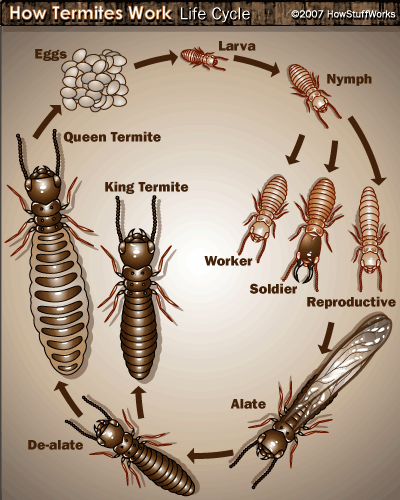 How Termites Work Life Cycle ©2007 HowStuffWorks
Eggs
Larva
Nymph
Queen Termite
King Termite
Worker
Soldier
Reproductive
Alate
De-alate